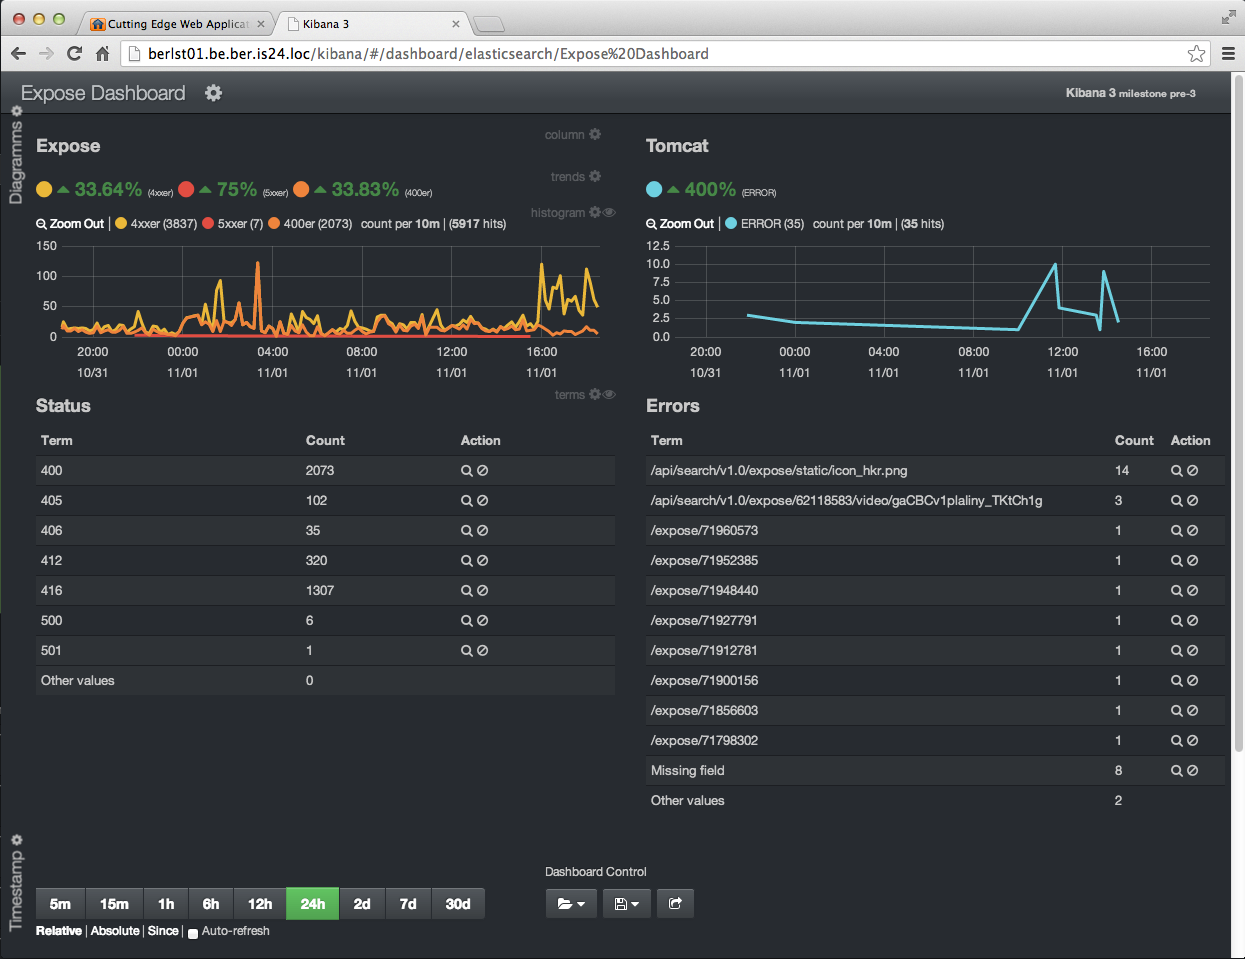 Cutting Edge Web Applicat
Kibana 3
berlst01.be.ber.is24.loc/kibana/#/dashboard/elasticsearch/Expose%20Dashboard
Expose Dashboard
Kibana 3 milestone pre-3
Diagramms
Expose
column
trends
33.64% (4xxer) 75% (5xxer) 33.83% (400er)
histogram
Zoom Out | 4xxer (3837) 5xxer (7) 400er (2073) count per 10m | (5917 hits)
150
100
50
0
20:00 00:00 04:00 08:00 12:00 16:00
10/31 11/01 11/01 11/01 11/01 11/01
Tomcat
400% (ERROR)
Zoom Out | ERROR (35) count per 10m | (35 hits)
12.5
10.0
7.5
5.0
2.5
0.0
20:00 00:00 04:00 08:00 12:00 16:00
10/31 11/01 11/01 11/01 11/01 11/01
terms
Status
Term Count Action
400 2073
405 102
406 35
412 320
416 1307
500 6
501 1
Other values 0
Errors
Term Count Action
/api/search/v1.0/expose/static/icon_hkr.png 14
/api/search/v1.0/expose/62118583/video/gaCBCv1plaliny_TKtCh1g 3
/expose/71960573 1
/expose/71952385 1
/expose/71948440 1
/expose/71927791 1
/expose/71912781 1
/expose/71900156 1
/expose/71856603 1
/expose/71798302 1
Missing field 8
Other values 2
Timestamp
5m 15m 1h 6h 12h 24h 2d 7d 30d
Relative | Absolute | Since | Auto-refresh
Dashboard Control